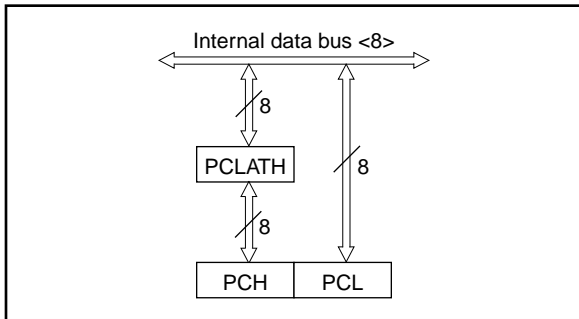 Internal data bus <8>
8
PCLATH
8
8
PCH PCL